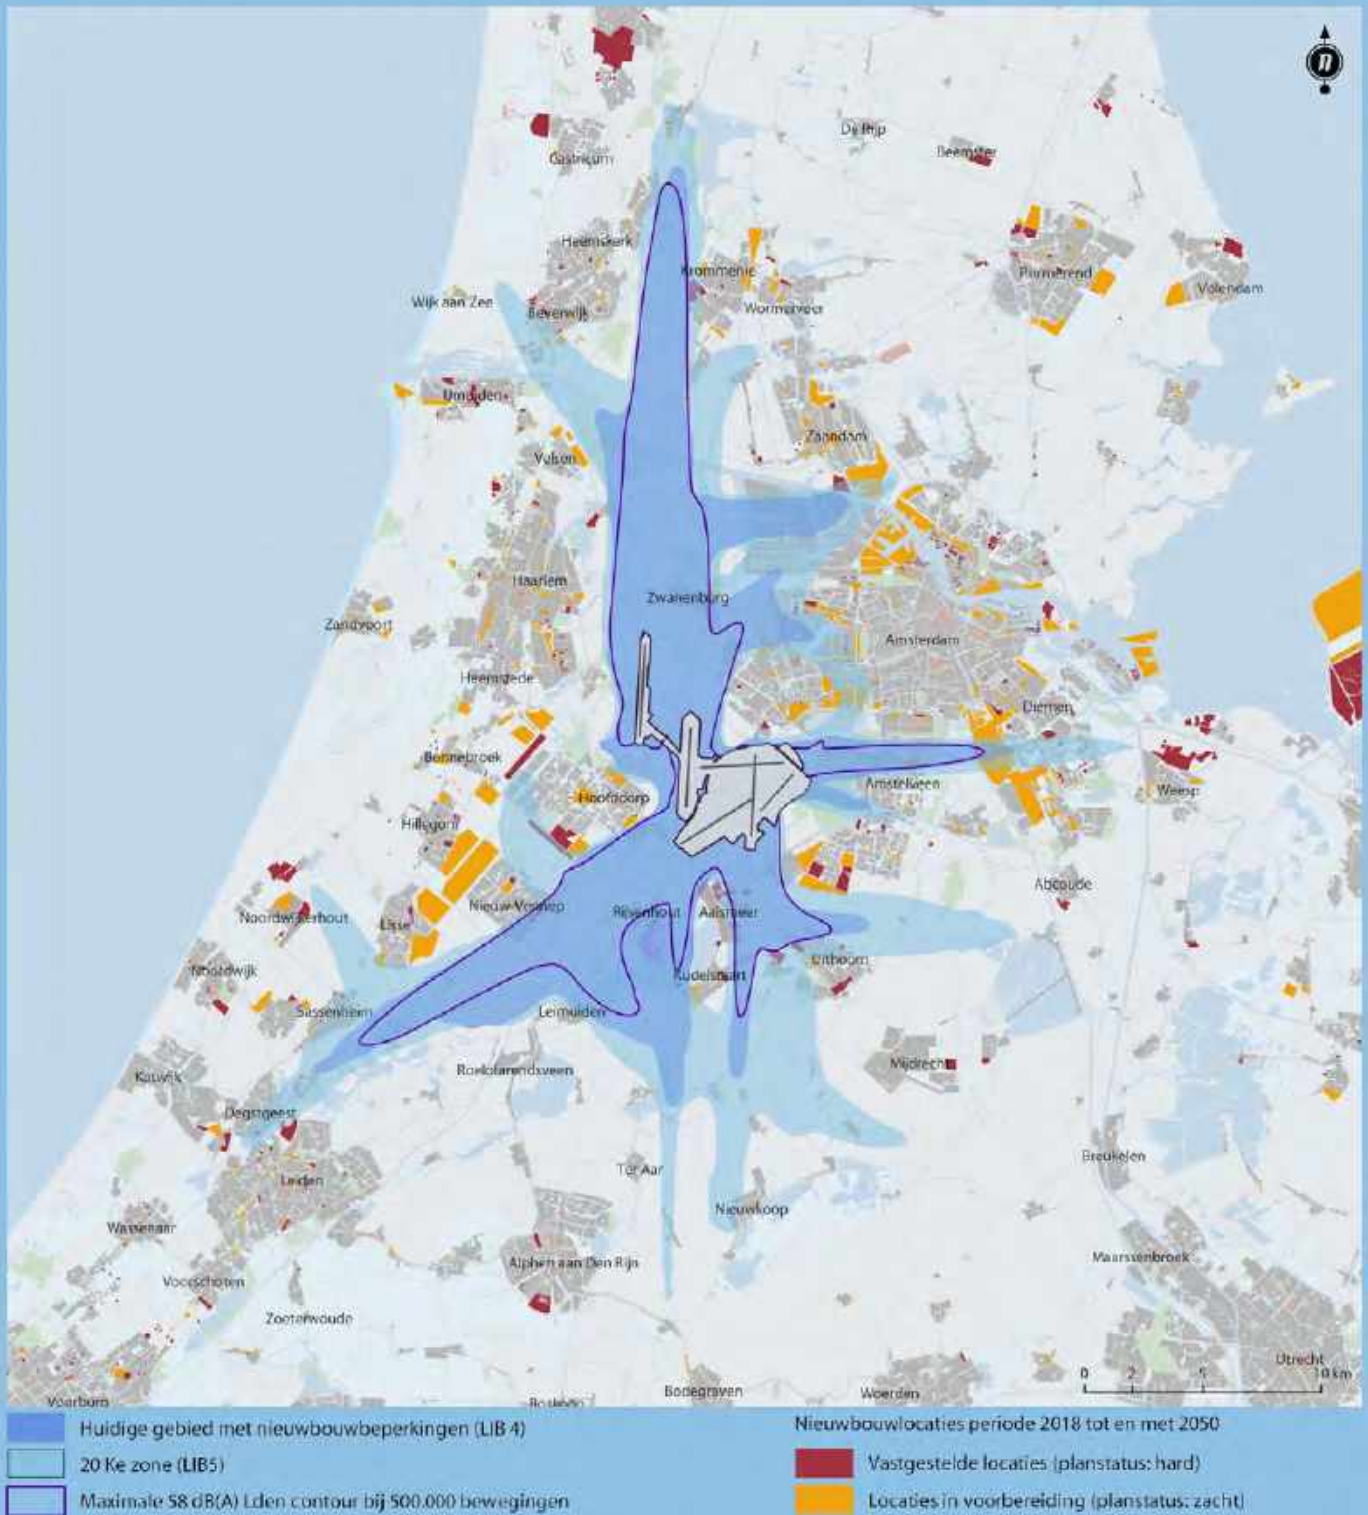 n
De Rijp
Beemster
Castricum
Heemskerk
Krommenie
Purmerend
Volendam
Wijk aan Zee
Beverwijk
Wormerveer
IJmuiden
Zaandam
Velsen
Haarlem
Zwanenburg
Zandvoort
Amsterdam
Heemstede
Diemen
Bennebroek
Hoofddorp
Amstelveen
Weesp
Hillegom
Abcoude
Noordwijkerhout
Lisse
Nieuw-Vennep
Rijsenhout
Aalsmeer
Uithoorn
Noordwijk
Kudelstaart
Sassenheim
Leimuiden
Roelofarendsveen
Mijdrecht
Katwijk
Oegstgeest
Leiden
Ter Aar
Breukelen
Nieuwkoop
Wassenaar
Maarssenbroek
Alphen aan Den Rijn
Voorschoten
Zoeterwoude
Utrecht
0 2 5 10 km
Voorburg
Bodegraven
Woerden
Huidige gebied met nieuwbouwbeperkingen (LIB 4)
20 Ke zone (LIB5)
Maximale 58 dB(A) Lden contour bij 500.000 bewegingen
Nieuwbouwlocaties periode 2018 tot en met 2050
Vastgestelde locaties (planstatus: hard)
Locaties in voorbereiding (planstatus: zacht)